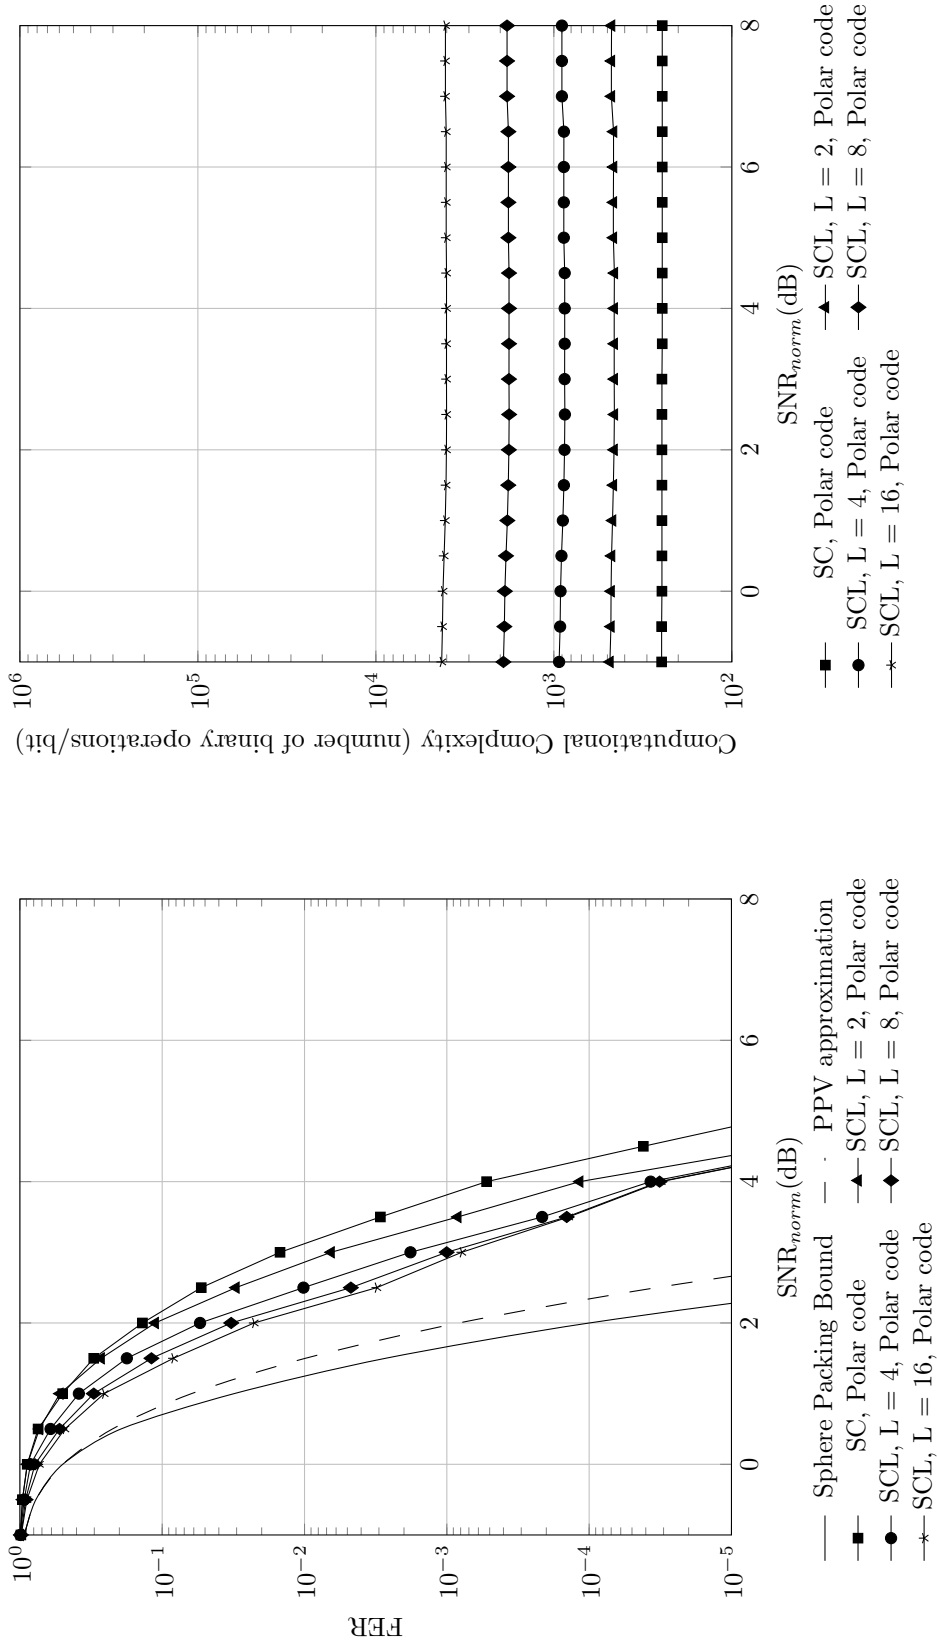 10^0
10^-1
10^-2
10^-3
10^-4
10^-5
FER
0
2
4
6
8
SNR_norm(dB)
Sphere Packing Bound
PPV approximation
SC, Polar code
SCL, L = 2, Polar code
SCL, L = 4, Polar code
SCL, L = 8, Polar code
SCL, L = 16, Polar code
10^6
10^5
10^4
10^3
10^2
Computational Complexity (number of binary operations/bit)
0
2
4
6
8
SNR_norm(dB)
SC, Polar code
SCL, L = 2, Polar code
SCL, L = 4, Polar code
SCL, L = 8, Polar code
SCL, L = 16, Polar code